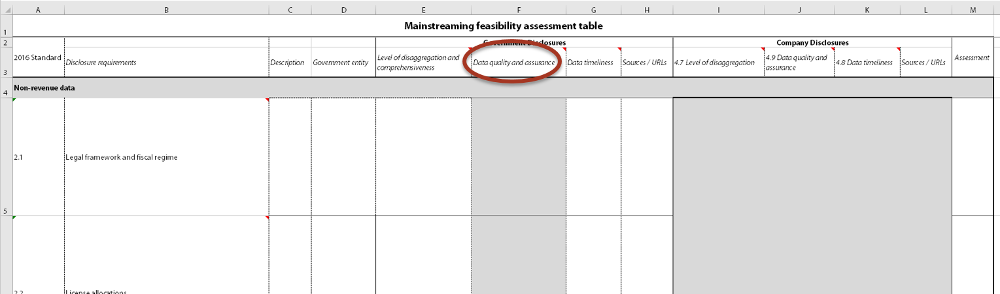 A B C D E F G H I J K L M
1 Mainstreaming feasibility assessment table
2 Government Disclosures Company Disclosures
3 2016 Standard Disclosure requirements Description Government entity Level of disaggregation and comprehensiveness Data quality and assurance Data timeliness Sources / URLs 4.7 Level of disaggregation 4.9 Data quality and assurance 4.8 Data timeliness Sources / URLs Assessment
4 Non-revenue data
5 2.1 Legal framework and fiscal regime
2.2 License allocations